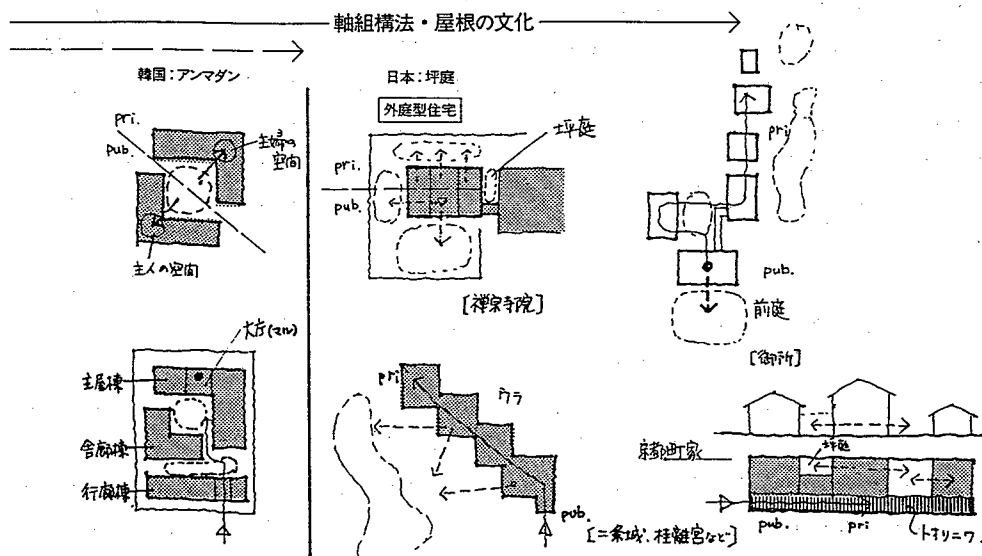 軸組構法・屋根の文化
韓国:アンマダン
pri.
pub.
主婦の
空間
主人の空間
大庁(マル)
主屋棟
舎廊棟
行廊棟
日本:坪庭
外庭型住宅
坪庭
pri.
pub.
[禅宗寺院]
pri
ウラ
pub.
[二条城、桂離宮など]
pri
pub.
前庭
[御所]
京都町家
坪庭
pub.
pri
トオリニワ